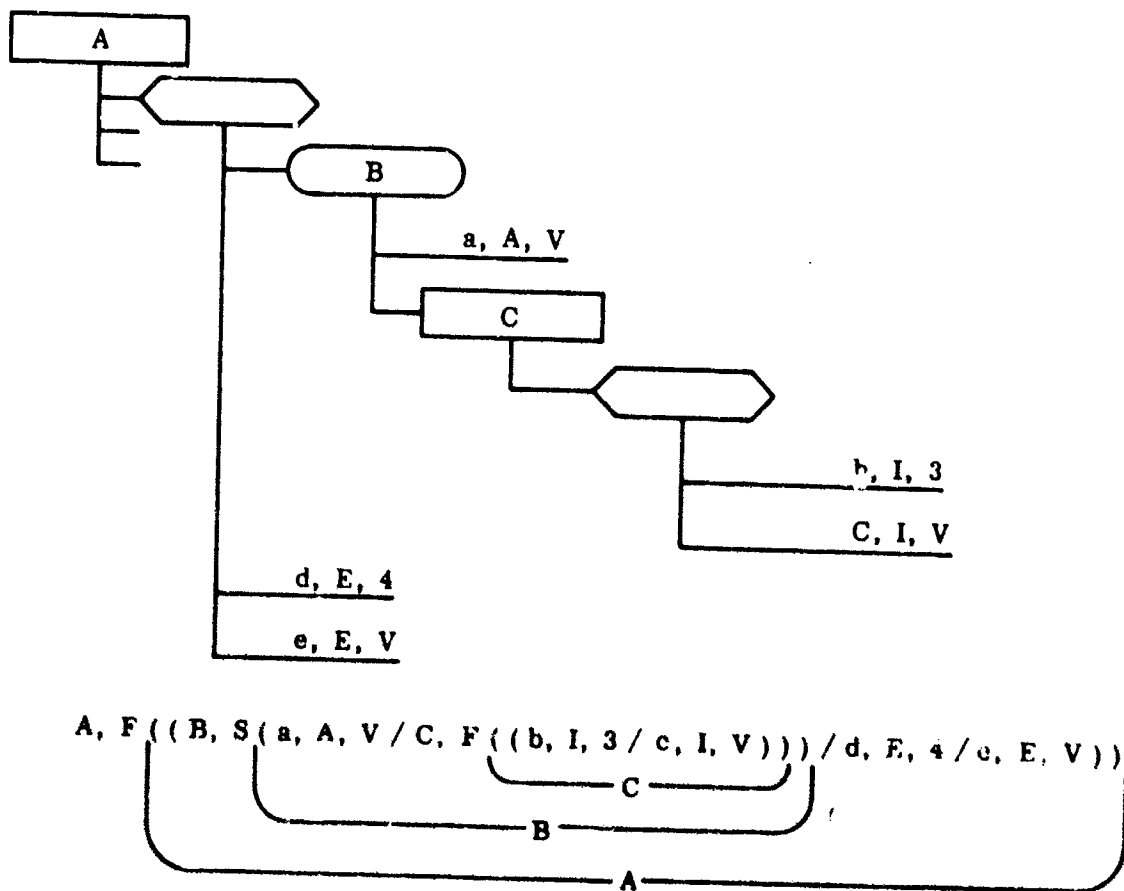 A
B
a, A, V
C
b, I, 3
C, I, V
d, E, 4
e, E, V
A, F((B, S(a, A, V/C, F((b, I, 3/c, I, V)))/d, E, 4/e, E, V))
C
B
A